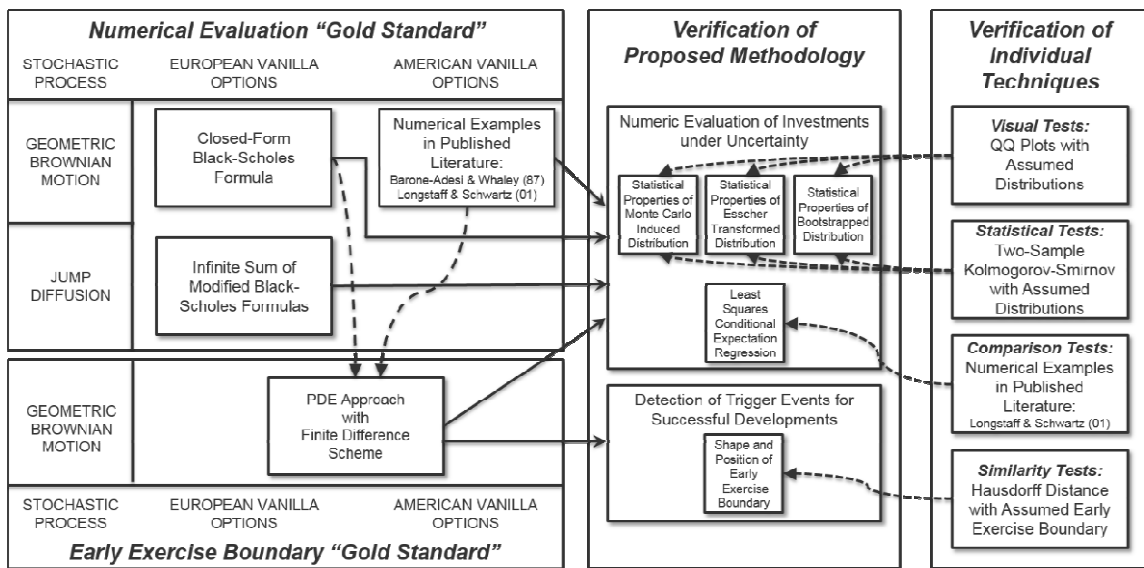 Numerical Evaluation “Gold Standard”
STOCHASTIC
PROCESS
EUROPEAN VANILLA
OPTIONS
AMERICAN VANILLA
OPTIONS
GEOMETRIC
BROWNIAN
MOTION
Closed-Form
Black-Scholes
Formula
Numerical Examples
in Published
Literature:
Barone-Adesi & Whaley (87)
Longstaff & Schwartz (01)
JUMP
DIFFUSION
Infinite Sum of
Modified Black-
Scholes Formulas
GEOMETRIC
BROWNIAN
MOTION
PDE Approach
with
Finite Difference
Scheme
STOCHASTIC
PROCESS
EUROPEAN VANILLA
OPTIONS
AMERICAN VANILLA
OPTIONS
Early Exercise Boundary “Gold Standard”
Verification of
Proposed Methodology
Numeric Evaluation of Investments
under Uncertainty
Statistical
Properties of
Monte Carlo
Induced
Distribution
Statistical
Properties of
Esscher
Transformed
Distribution
Statistical
Properties of
Bootstrapped
Distribution
Least
Squares
Conditional
Expectation
Regression
Detection of Trigger Events for
Successful Developments
Shape and
Position of
Early
Exercise
Boundary
Verification of
Individual
Techniques
Visual Tests:
QQ Plots with
Assumed
Distributions
Statistical Tests:
Two-Sample
Kolmogorov-Smirnov
with Assumed
Distributions
Comparison Tests:
Numerical Examples
in Published
Literature:
Longstaff & Schwartz (01)
Similarity Tests:
Hausdorff Distance
with Assumed Early
Exercise Boundary